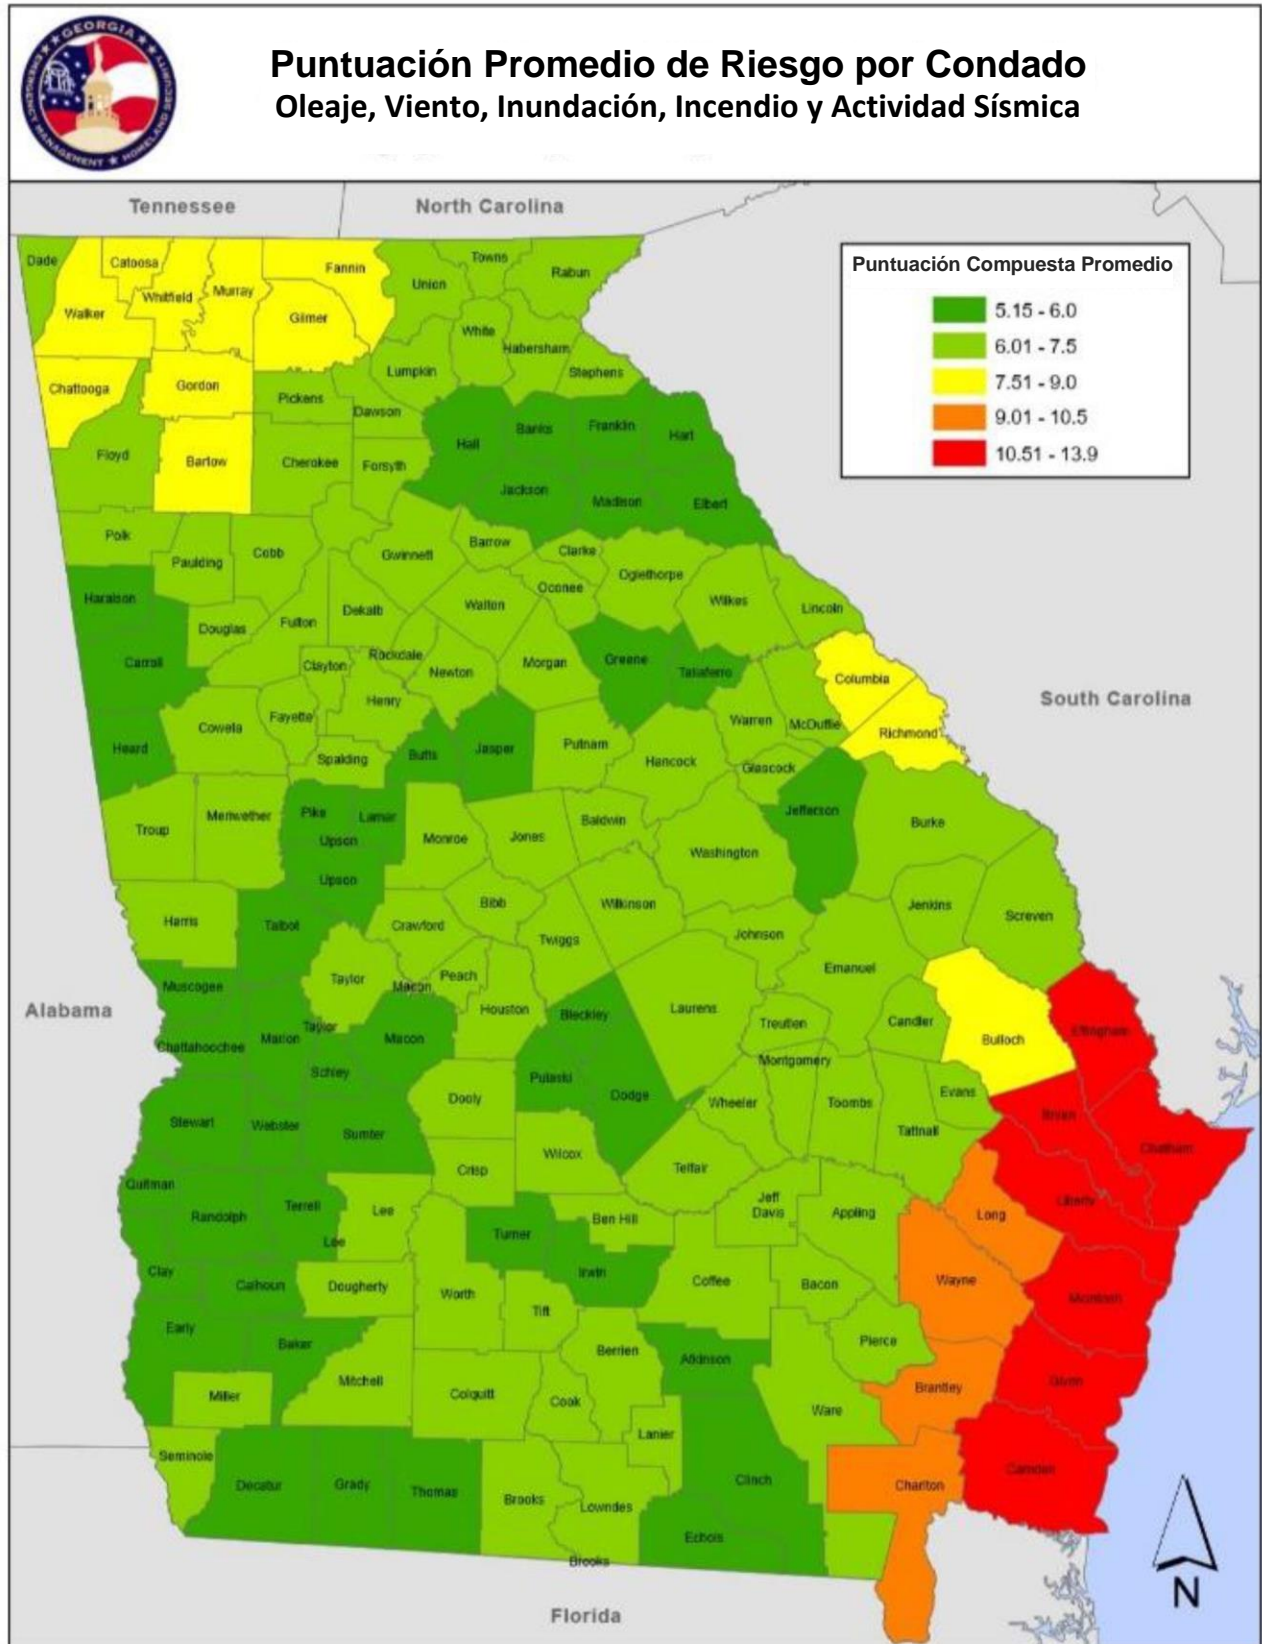 GEORGIA
EMERGENCY MANAGEMENT ★ HOMELAND SECURITY
Puntuación Promedio de Riesgo por Condado
Oleaje, Viento, Inundación, Incendio y Actividad Sísmica
Tennessee
North Carolina
Puntuación Compuesta Promedio
5.15 - 6.0
6.01 - 7.5
7.51 - 9.0
9.01 - 10.5
10.51 - 13.9
Dade
Catoosa
Fannin
Towns
Union
Rabun
Walker
Whitfield
Murray
Gilmer
White
Habersham
Lumpkin
Stephens
Chattooga
Gordon
Pickens
Dawson
Hall
Banks
Franklin
Hart
Floyd
Bartow
Cherokee
Forsyth
Jackson
Madison
Elbert
Polk
Paulding
Cobb
Gwinnett
Barrow
Clarke
Oconee
Oglethorpe
Wilkes
Lincoln
Haralson
Douglas
Fulton
Dekalb
Walton
Carroll
Clayton
Rockdale
Newton
Morgan
Greene
Taliaferro
Columbia
South Carolina
Heard
Coweta
Fayette
Henry
Spalding
Butts
Jasper
Putnam
Hancock
Warren
McDuffie
Richmond
Glascock
Troup
Meriwether
Pike
Lamar
Upson
Upson
Monroe
Jones
Baldwin
Washington
Jefferson
Burke
Harris
Talbot
Crawford
Bibb
Wilkinson
Twiggs
Johnson
Jenkins
Screven
Alabama
Muscogee
Taylor
Macon
Peach
Houston
Bleckley
Laurens
Emanuel
Treutlen
Candler
Bulloch
Effingham
Chattahoochee
Marion
Taylor
Macon
Schley
Dooly
Pulaski
Dodge
Montgomery
Wheeler
Toombs
Evans
Tattnall
Bryan
Chatham
Stewart
Webster
Sumter
Crisp
Wilcox
Telfair
Quitman
Randolph
Terrell
Lee
Lee
Turner
Ben Hill
Jeff
Davis
Appling
Long
Liberty
Clay
Calhoun
Dougherty
Worth
Tift
Irwin
Coffee
Bacon
Wayne
McIntosh
Early
Baker
Mitchell
Berrien
Atkinson
Pierce
Brantley
Glynn
Miller
Colquitt
Cook
Lanier
Ware
Seminole
Decatur
Grady
Thomas
Brooks
Lowndes
Brooks
Clinch
Echols
Charlton
Camden
Florida
N